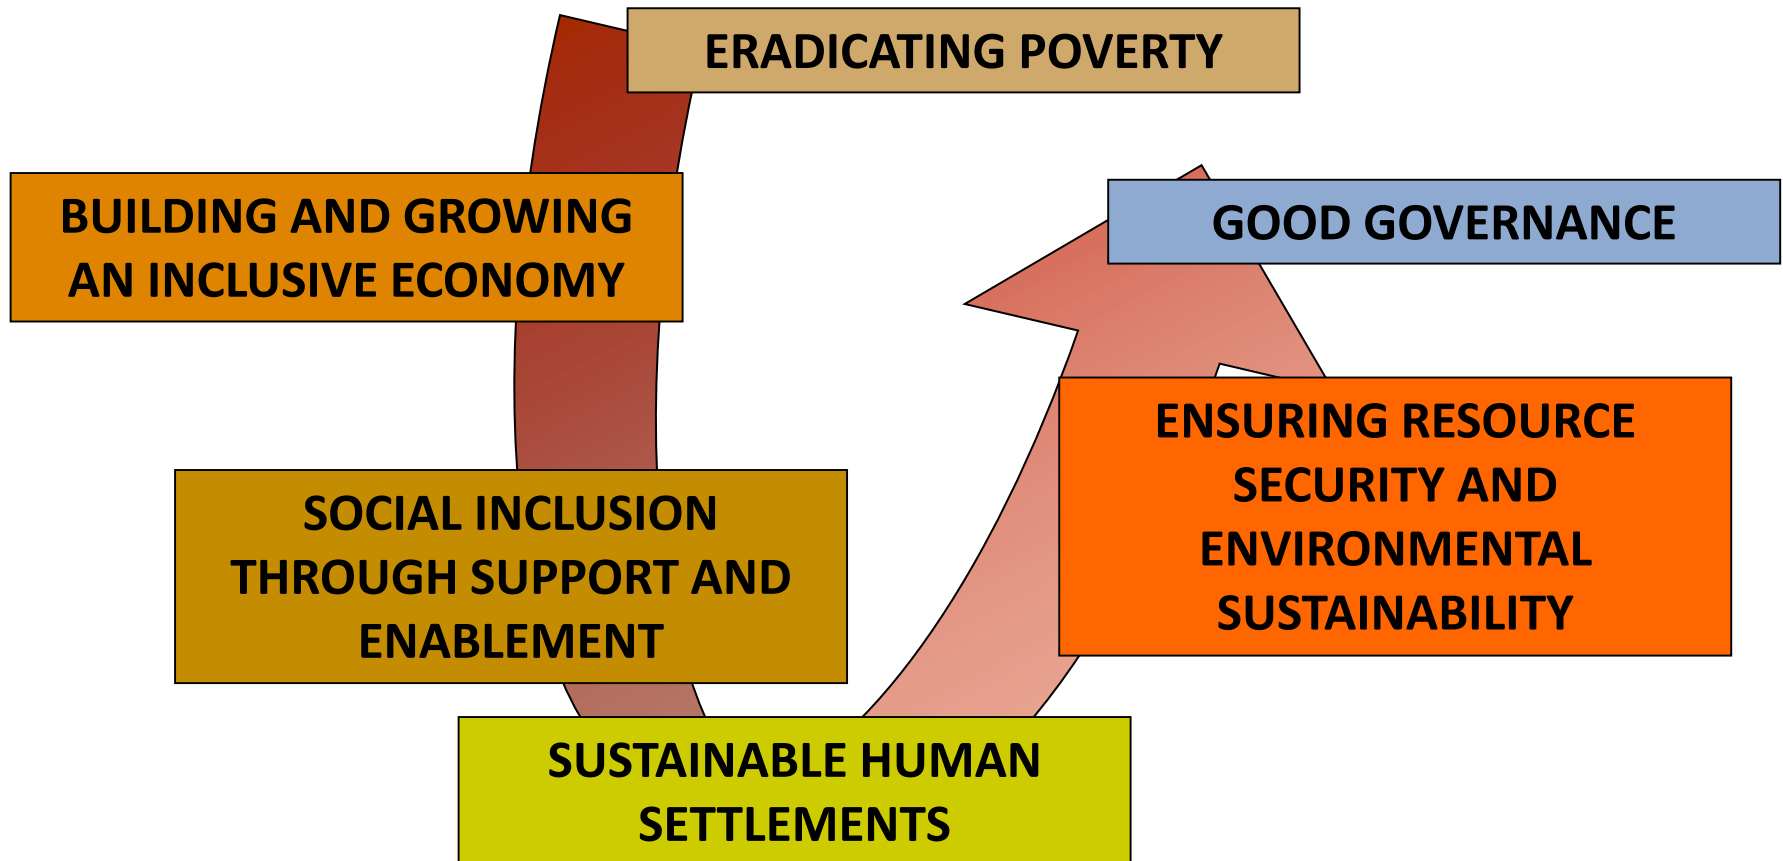 ERADICATING POVERTY
BUILDING AND GROWING
AN INCLUSIVE ECONOMY
SOCIAL INCLUSION
THROUGH SUPPORT AND
ENABLEMENT
SUSTAINABLE HUMAN
SETTLEMENTS
ENSURING RESOURCE
SECURITY AND
ENVIRONMENTAL
SUSTAINABILITY
GOOD GOVERNANCE